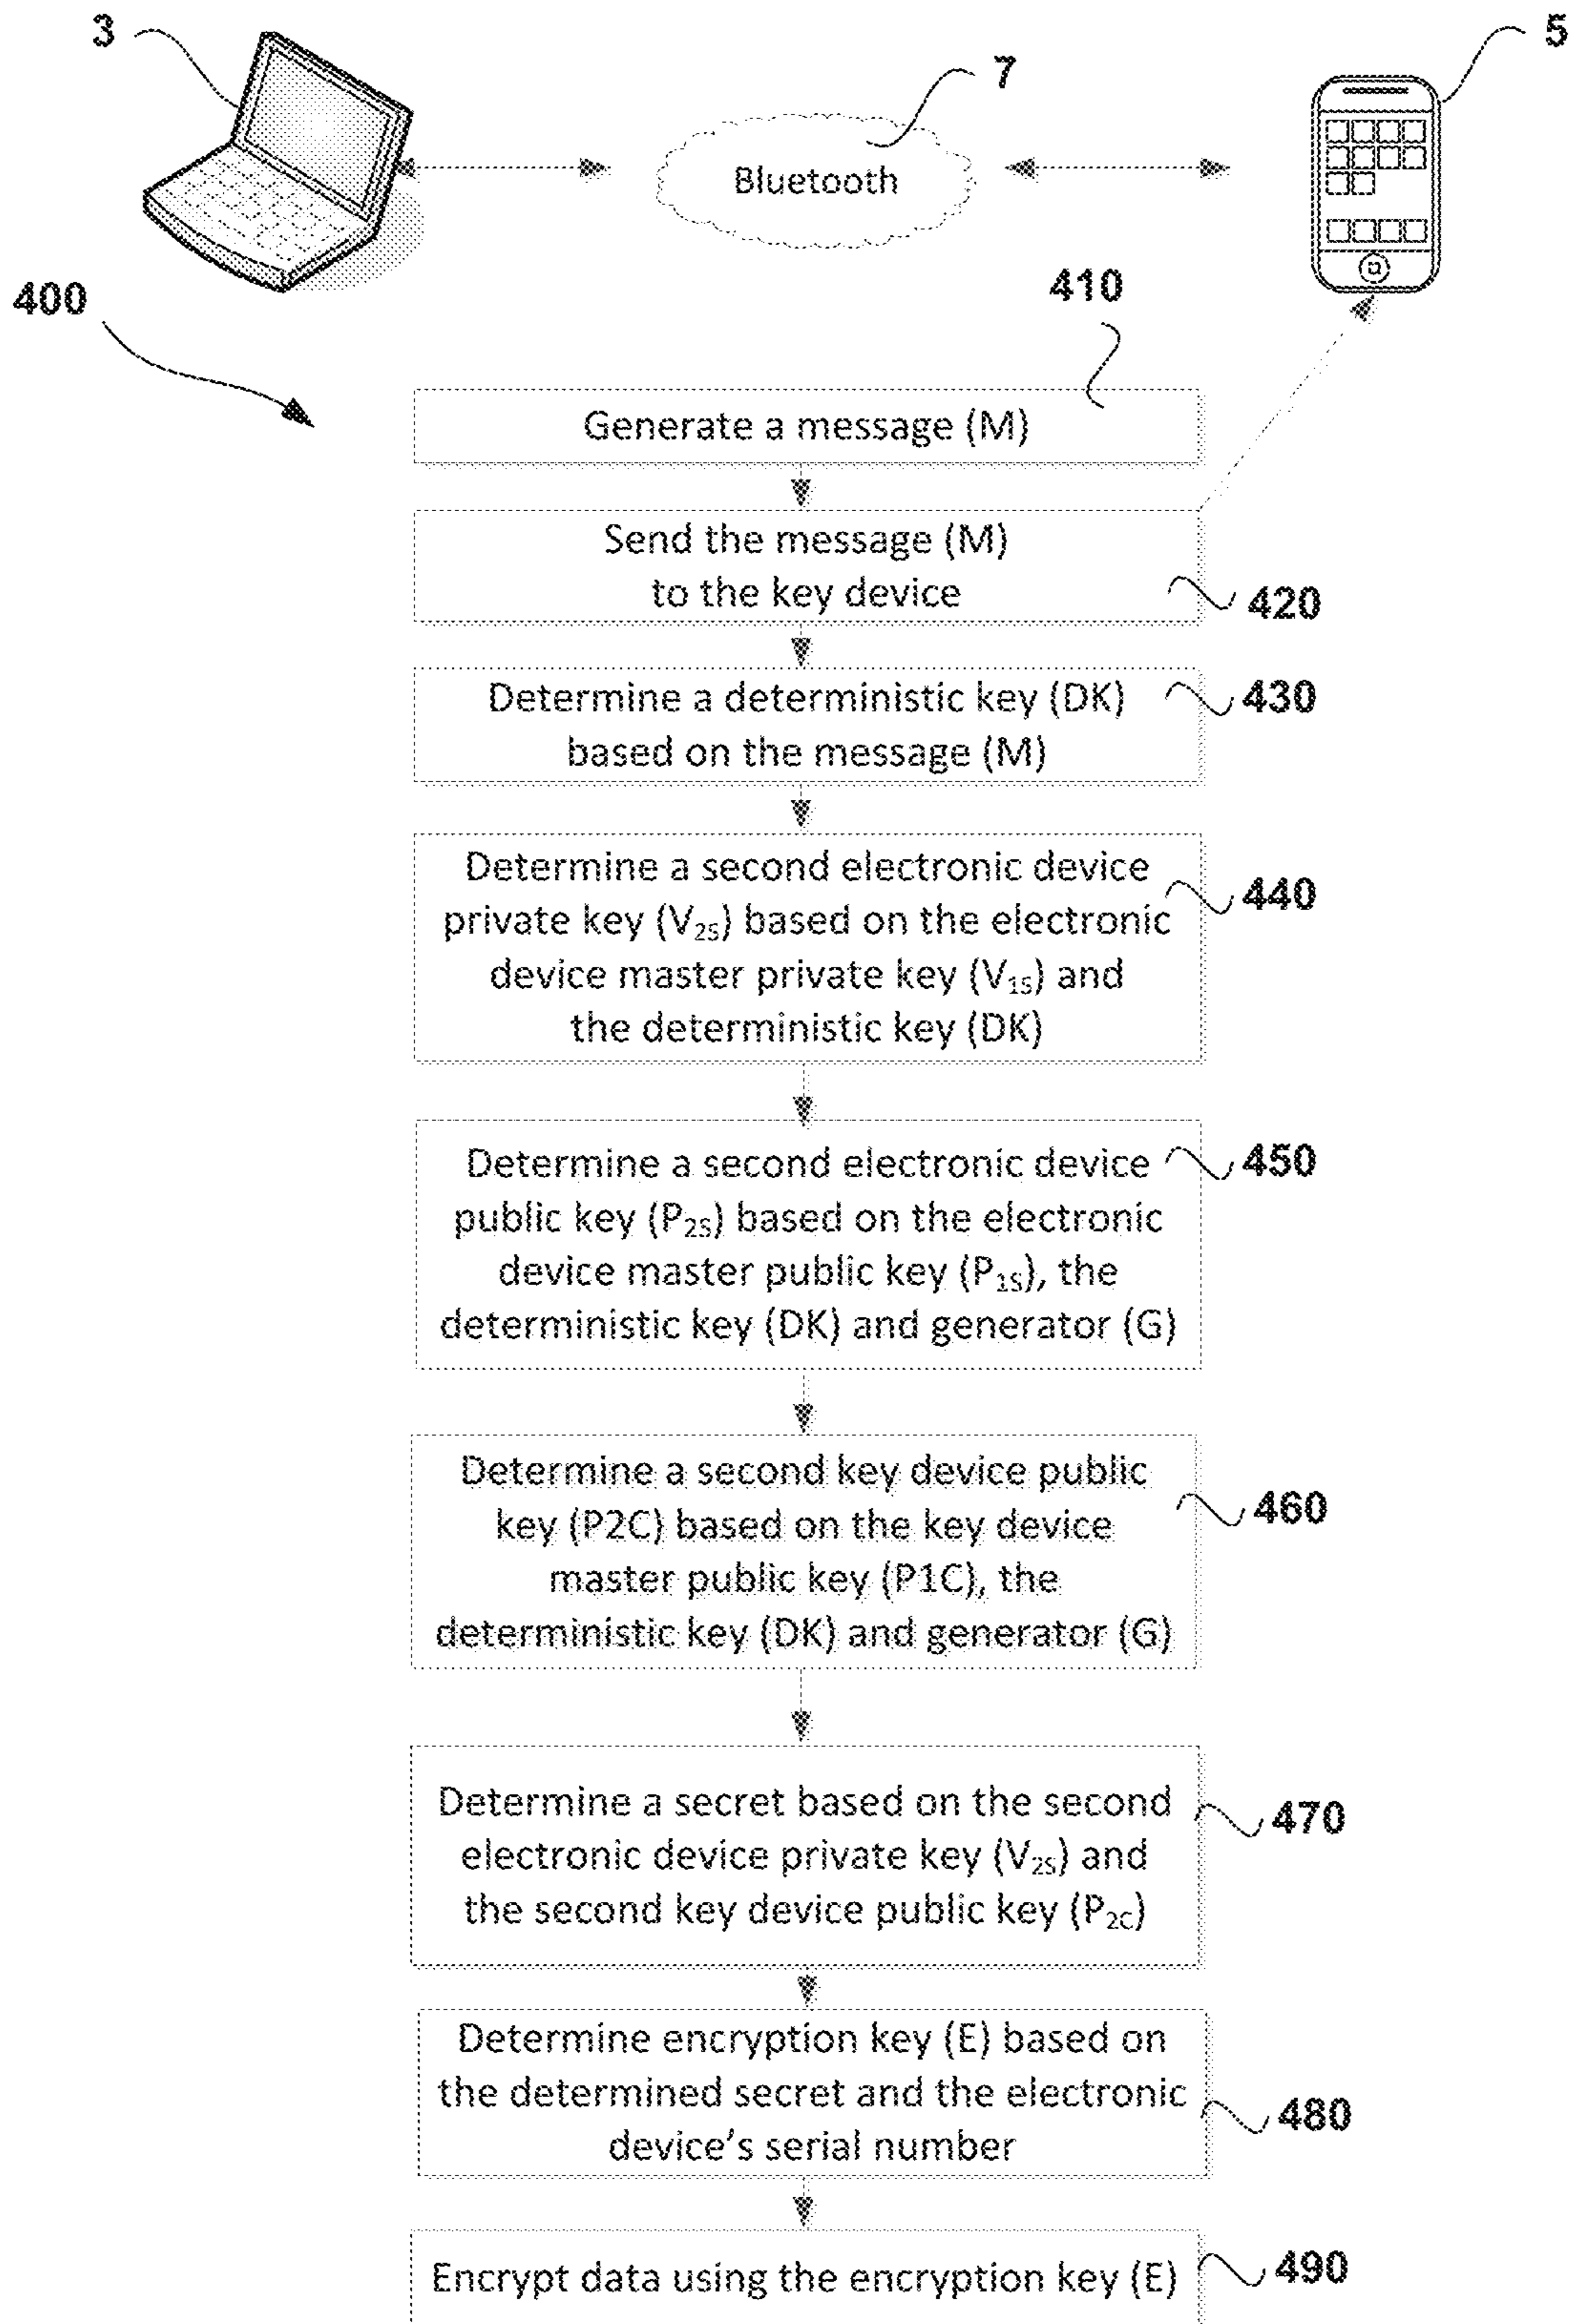 3
5
7
Bluetooth
400
410
Generate a message (M)
Send the message (M)
to the key device
420
Determine a deterministic key (DK)
430
based on the message (M)
Determine a second electronic device
440
private key (V₂ₛ) based on the electronic
device master private key (V₁ₛ) and
the deterministic key (DK)
Determine a second electronic device
450
public key (P₂ₛ) based on the electronic
device master public key (P₁ₛ), the
deterministic key (DK) and generator (G)
Determine a second key device public
460
key (P2C) based on the key device
master public key (P1C), the
deterministic key (DK) and generator (G)
Determine a secret based on the second
470
electronic device private key (V₂ₛ) and
the second key device public key (P₂C)
Determine encryption key (E) based on
the determined secret and the electronic
480
device's serial number
Encrypt data using the encryption key (E)
490